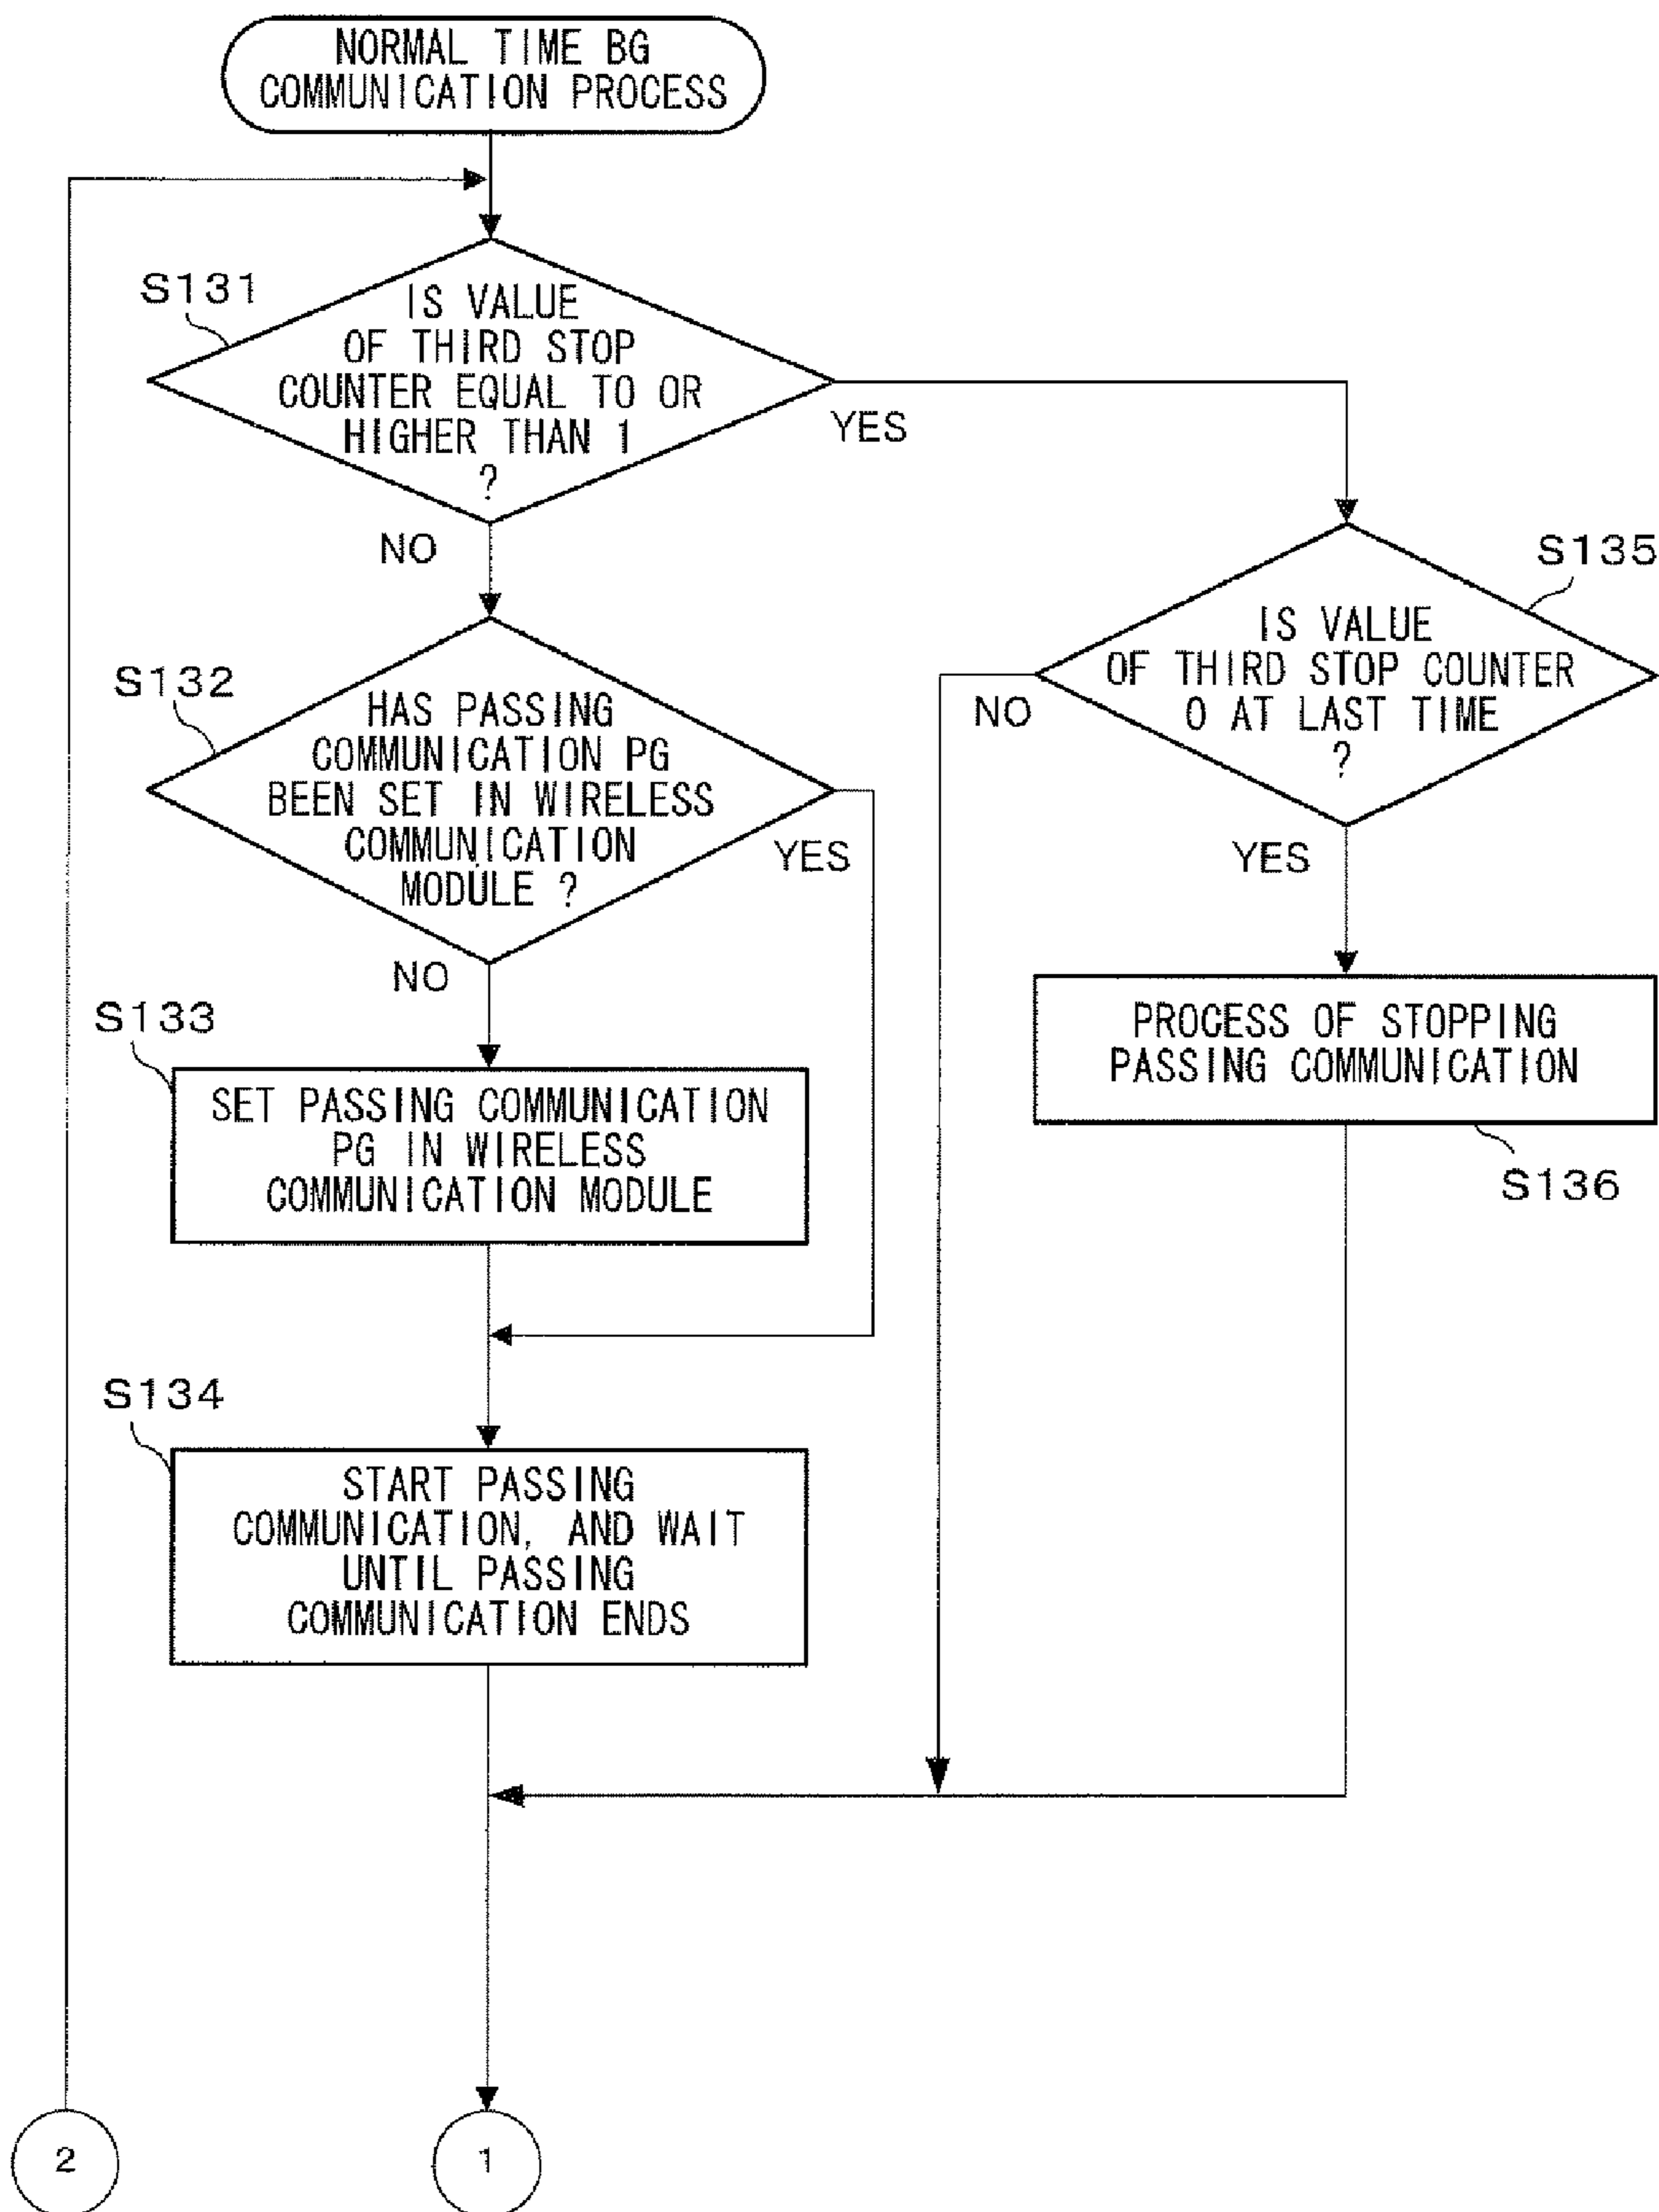 NORMAL TIME BG
COMMUNICATION PROCESS
S131
IS VALUE
OF THIRD STOP
COUNTER EQUAL TO OR
HIGHER THAN 1
?
YES
NO
S135
IS VALUE
OF THIRD STOP COUNTER
0 AT LAST TIME
?
NO
YES
S132
HAS PASSING
COMMUNICATION PG
BEEN SET IN WIRELESS
COMMUNICATION
MODULE ?
YES
NO
PROCESS OF STOPPING
PASSING COMMUNICATION
S136
S133
SET PASSING COMMUNICATION
PG IN WIRELESS
COMMUNICATION MODULE
S134
START PASSING
COMMUNICATION, AND WAIT
UNTIL PASSING
COMMUNICATION ENDS
2
1